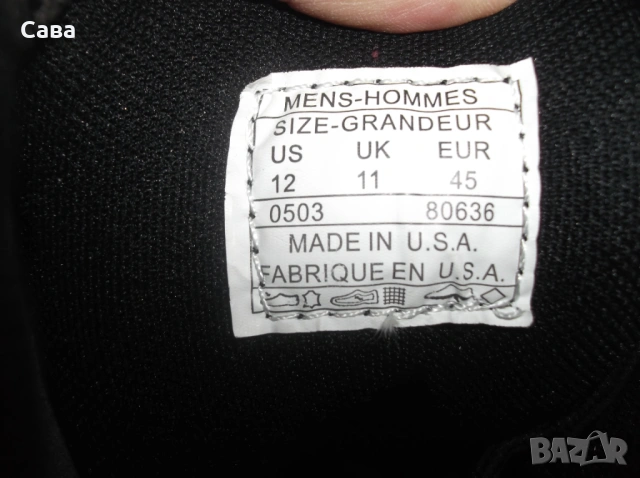 Сава
MENS-HOMMES
SIZE-GRANDEUR
US UK EUR
12 11 45
0503 80636
MADE IN U.S.A.
FABRIQUE EN U.S.A.
BAZAR